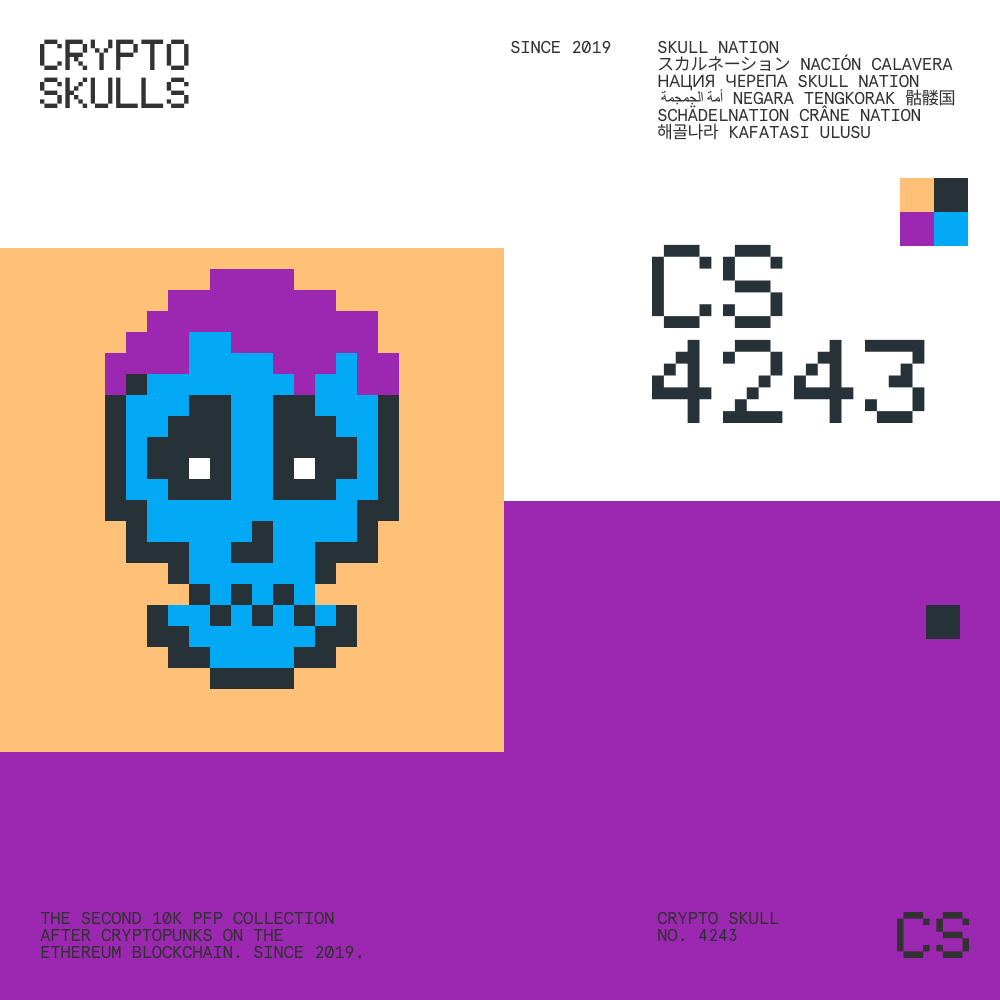 CRYPTO
SKULLS
SINCE 2019
SKULL NATION
スカルネーション NACIÓN CALAVERA
НАЦИЯ ЧЕРЕПА SKULL NATION
أمة الجمجمة NEGARA TENGKORAK 骷髅国
SCHÄDELNATION CRÂNE NATION
해골나라 KAFATASI ULUSU
CS
4243
THE SECOND 10K PFP COLLECTION
AFTER CRYPTOPUNKS ON THE
ETHEREUM BLOCKCHAIN. SINCE 2019.
CRYPTO SKULL
NO. 4243
CS